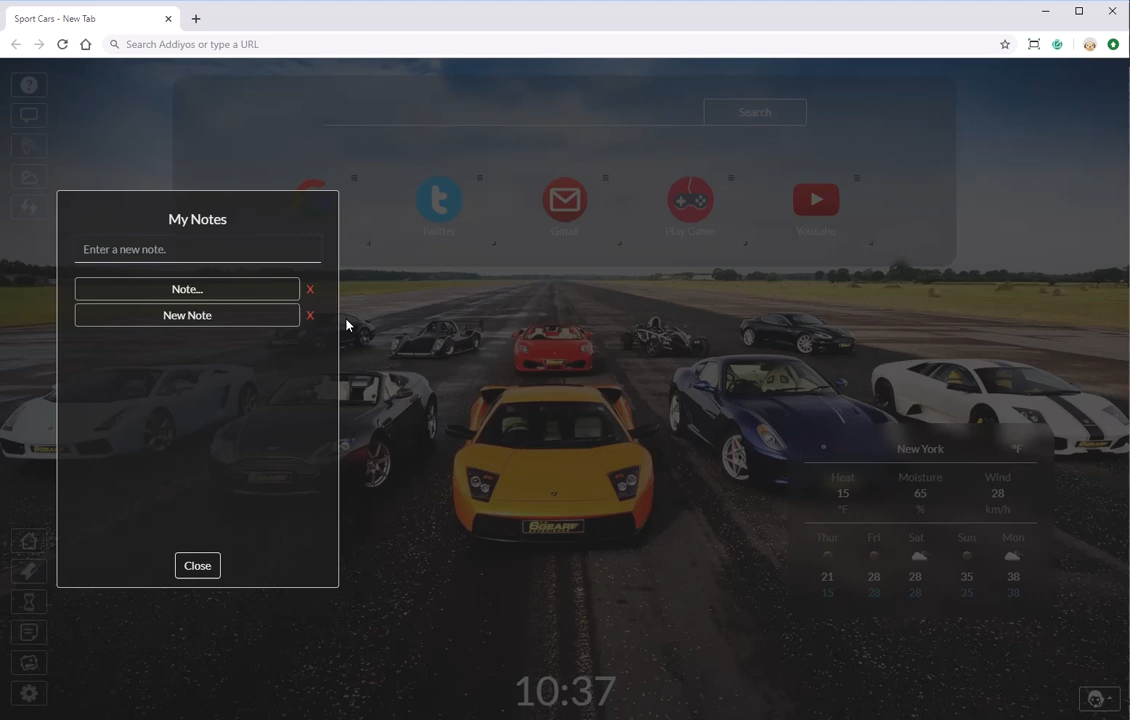 Sport Cars - New Tab
Search Addiyos or type a URL
Search
Twitter
Gmail
Play Game
Youtube
My Notes
Enter a new note.
Note... X
New Note X
Close
New York °F
Heat Moisture Wind
15 65 28
°F % km/h
Thur Fri Sat Sun Mon
21 28 28 35 38
15 28 28 35 38
10:37